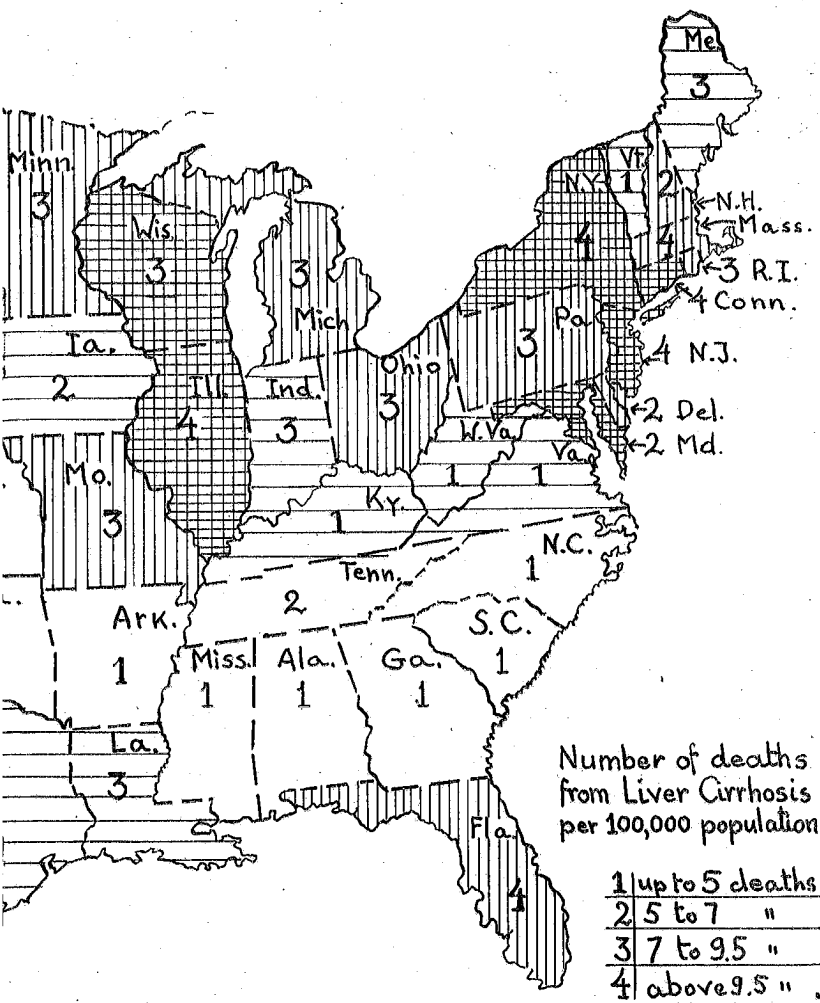 Me.
3
Minn.
3
Vt.
1
2
N.Y.
4
4
N.H.
Mass.
3 R.I.
4 Conn.
Wis.
3
3
Mich
Pa.
3
4 N.J.
Ia.
2
Ill.
4
Ind.
3
Ohio
3
2 Del.
2 Md.
W.Va.
1
Va.
1
Mo.
3
Ky.
1
N.C.
1
Tenn.
2
Ark.
1
S.C.
1
Miss.
1
Ala.
1
Ga.
1
La.
3
Fla.
4
Number of deaths
from Liver Cirrhosis
per 100,000 population
1 up to 5 deaths
2 5 to 7 "
3 7 to 9.5 "
4 above 9.5 "